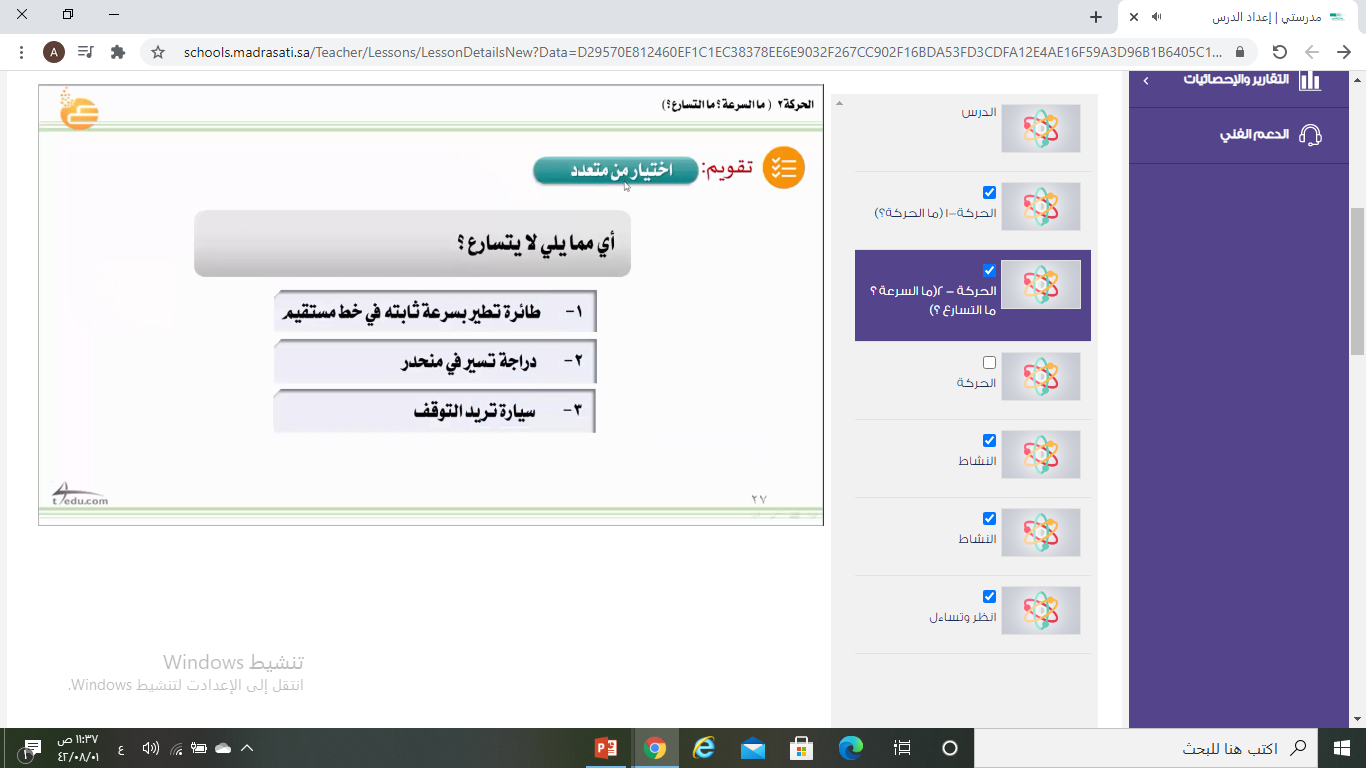 مدرستي | إعداد الدرس
schools.madrasati.sa/Teacher/Lessons/LessonDetailsNew?Data=D29570E812460EF1C1EC38378EE6E9032F267CC902F16BDA53FD3CDFA12E4AE16F59A3D96B1B6405C1...
A
التقارير والإحصائيات
الدعم الفني
الدرس
الحركة-١ (ما الحركة؟)
الحركة – ٢(ما السرعة ؟
ما التسارع ؟)
الحركة
النشاط
النشاط
انظر وتساءل
الحركة٢ ( ما السرعة؟ ما التسارع؟)
تقويم:
اختيار من متعدد
أي مما يلي لا يتسارع ؟
١- طائرة تطير بسرعة ثابته في خط مستقيم
٢- دراجة تسير في منحدر
٣- سيارة تريد التوقف
t4edu.com
٢٧
تنشيط Windows
انتقل إلى الإعدادت لتنشيط Windows.
اكتب هنا للبحث
ع
١١:٣٧ ص
٤٢/٠٨/٠١
١